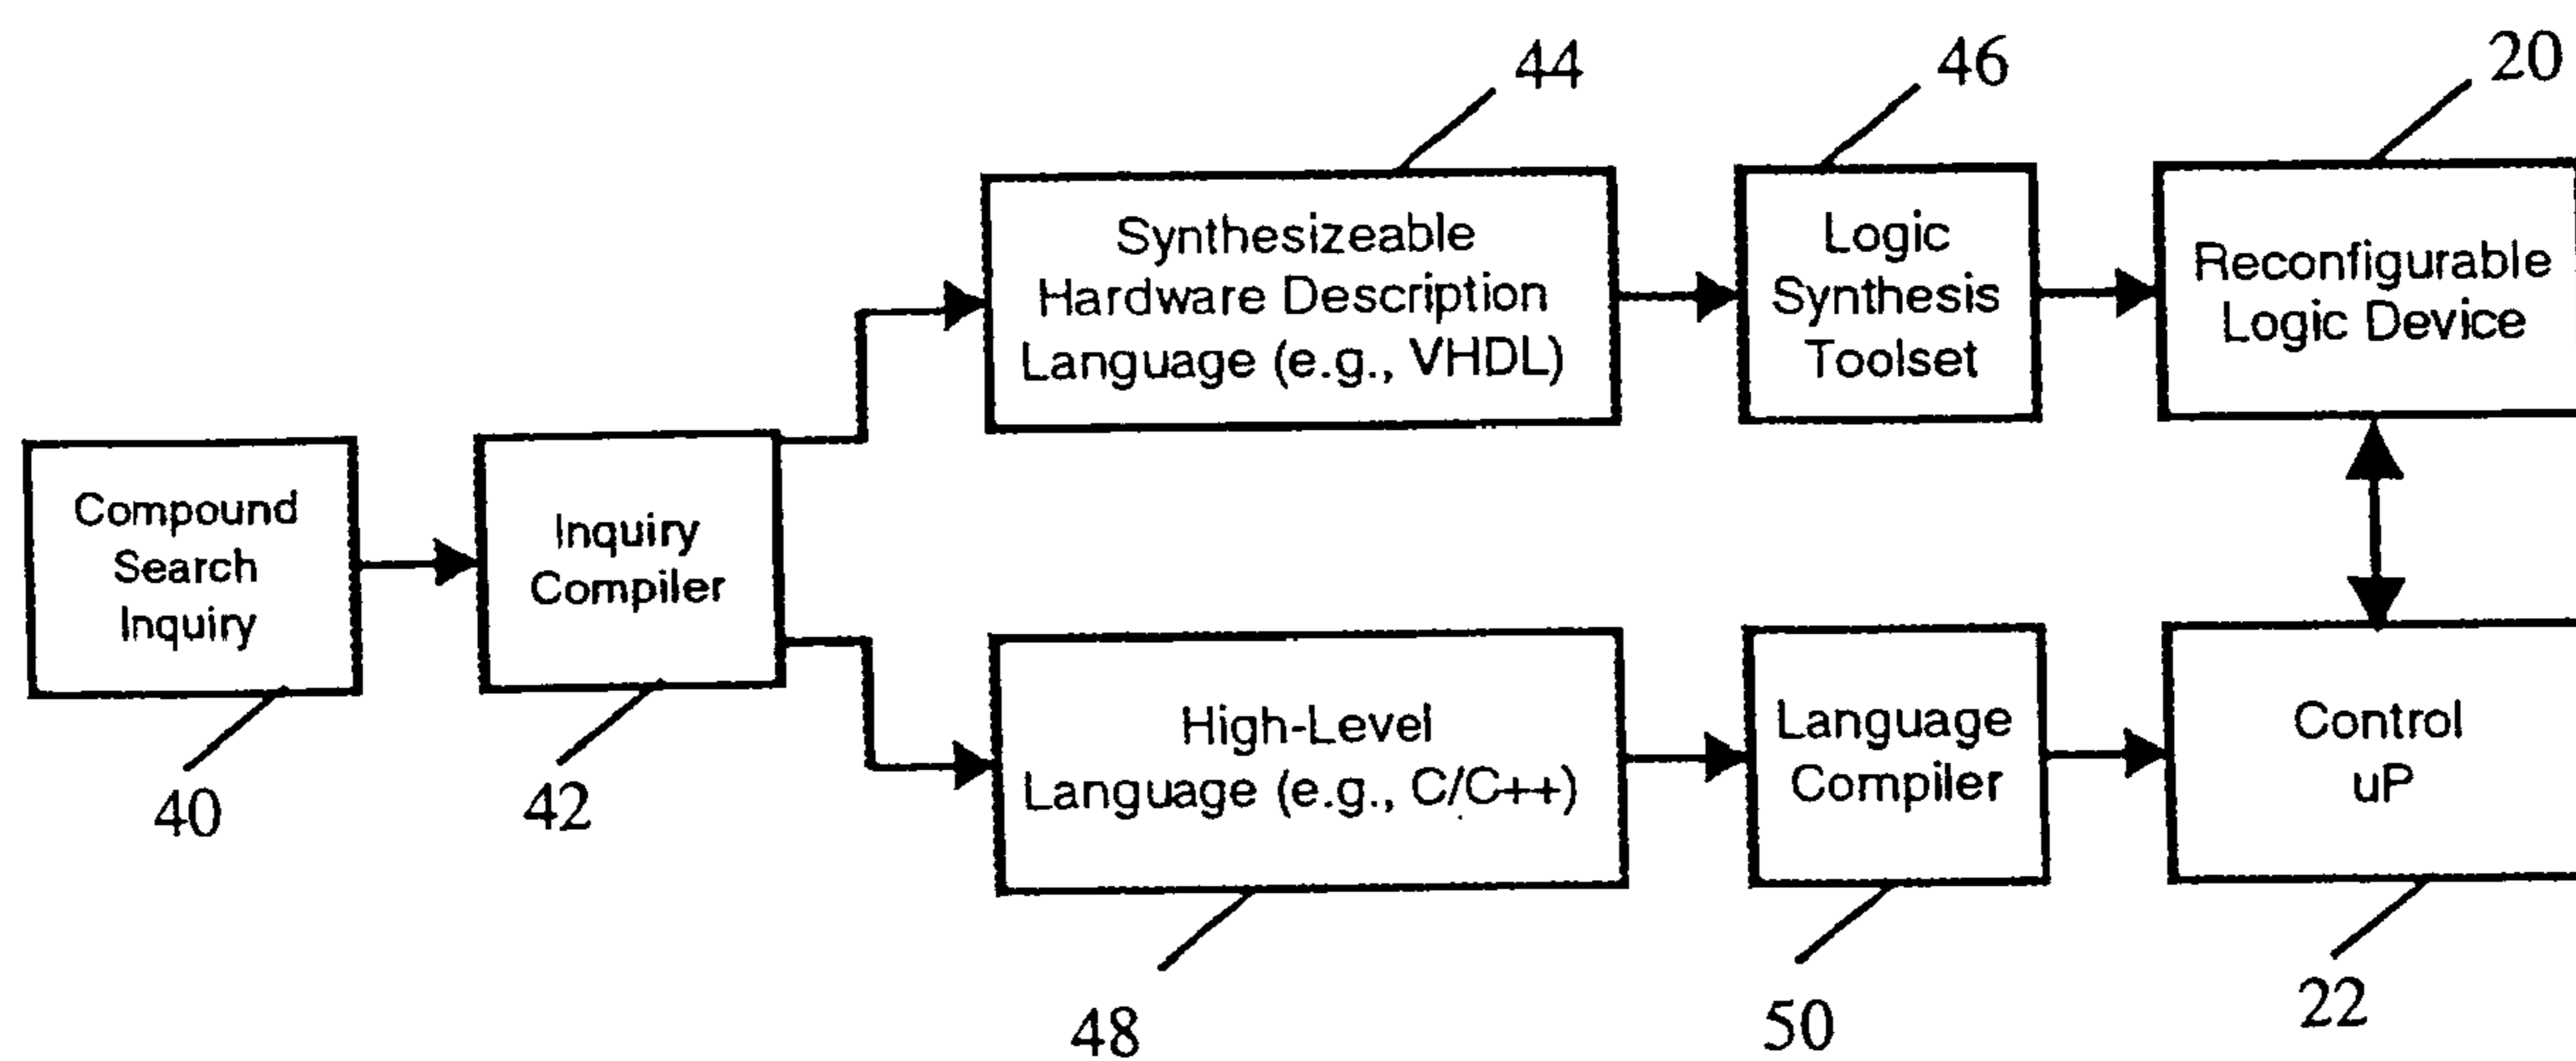 44
46
20
Synthesizeable
Hardware Description
Language (e.g., VHDL)
Logic
Synthesis
Toolset
Reconfigurable
Logic Device
Compound
Search
Inquiry
Inquiry
Compiler
40
42
High-Level
Language (e.g., C/C++)
Language
Compiler
Control
uP
48
50
22